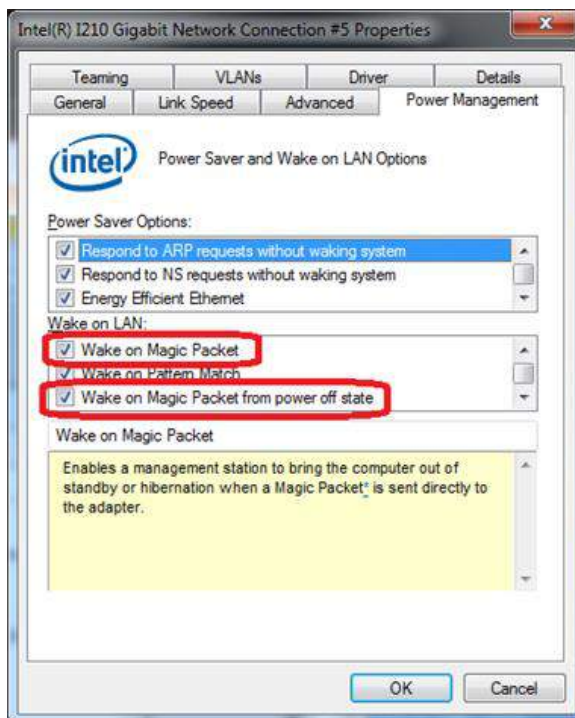 Intel(R) I210 Gigabit Network Connection #5 Properties
Teaming VLANs Driver Details
General Link Speed Advanced Power Management
intel Power Saver and Wake on LAN Options
Power Saver Options:
Respond to ARP requests without waking system
Respond to NS requests without waking system
Energy Efficient Ethernet
Wake on LAN:
Wake on Magic Packet
Wake on Pattern Match
Wake on Magic Packet from power off state
Wake on Magic Packet
Enables a management station to bring the computer out of
standby or hibernation when a Magic Packet* is sent directly to
the adapter.
OK Cancel